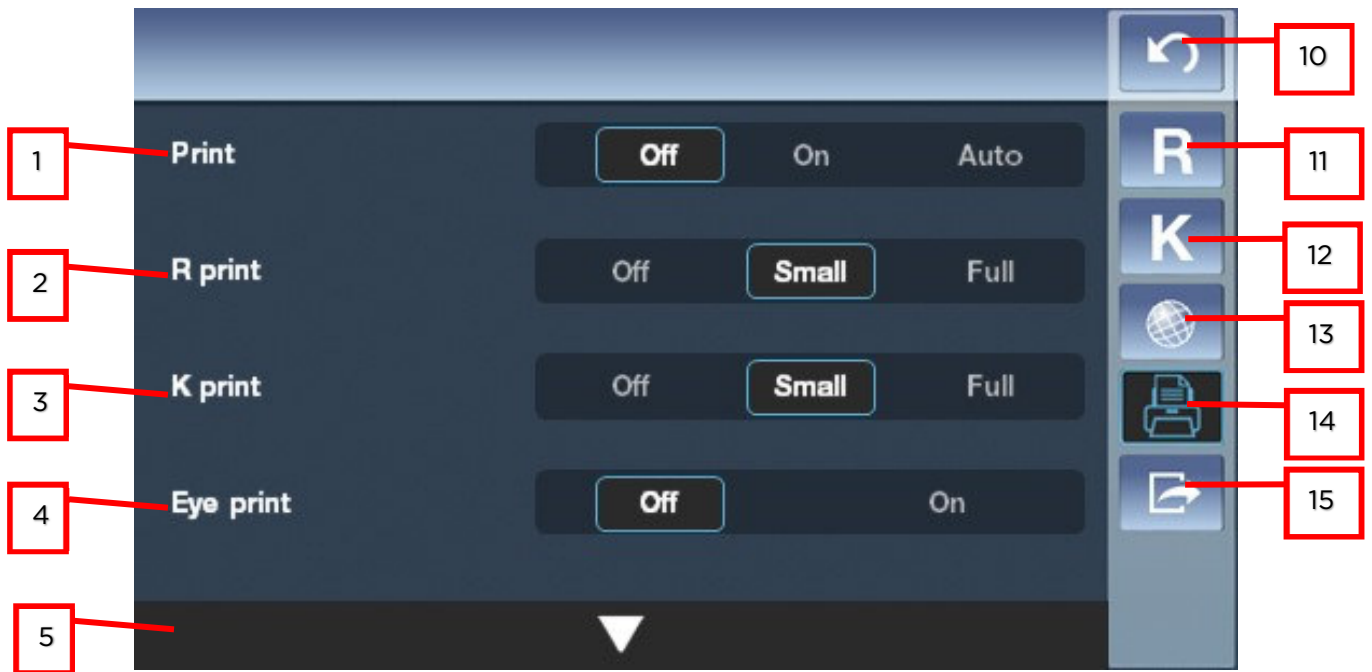 10
1 Print Off On Auto R 11
2 R print Off Small Full K 12
13
3 K print Off Small Full
14
4 Eye print Off On 15
5